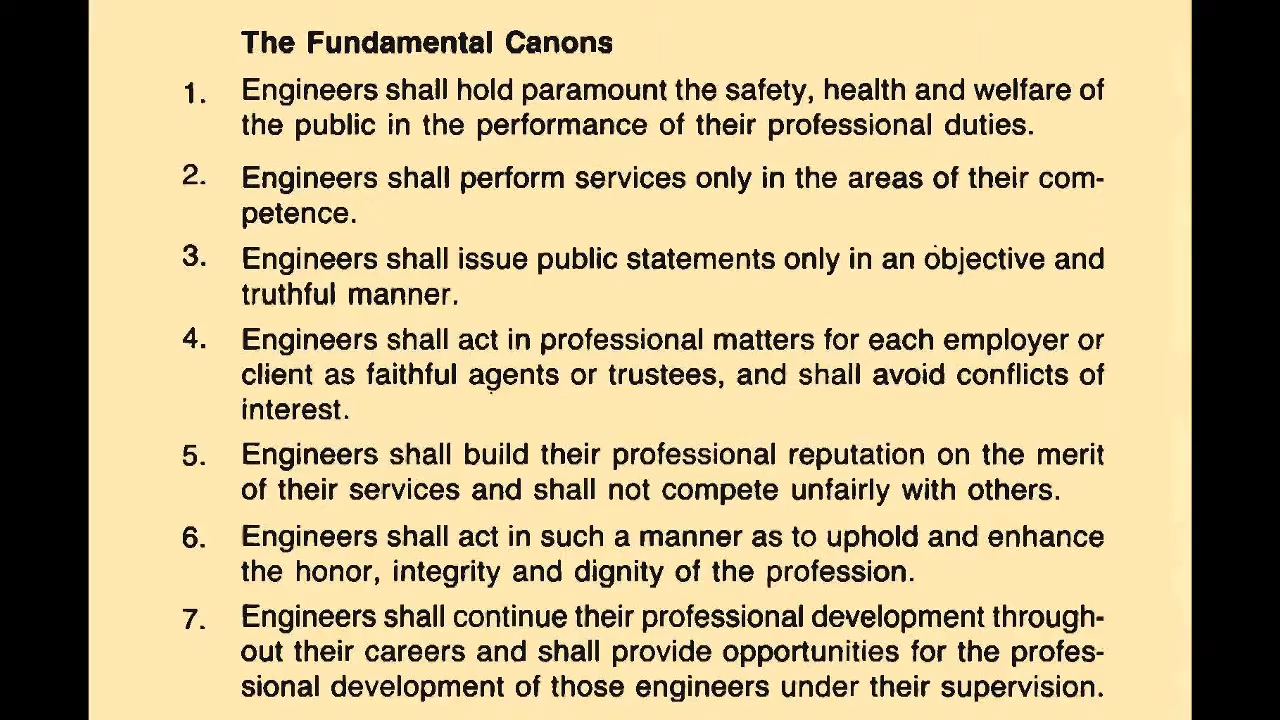 The Fundamental Canons
1. Engineers shall hold paramount the safety, health and welfare of
the public in the performance of their professional duties.
2. Engineers shall perform services only in the areas of their com-
petence.
3. Engineers shall issue public statements only in an objective and
truthful manner.
4. Engineers shall act in professional matters for each employer or
client as faithful agents or trustees, and shall avoid conflicts of
interest.
5. Engineers shall build their professional reputation on the merit
of their services and shall not compete unfairly with others.
6. Engineers shall act in such a manner as to uphold and enhance
the honor, integrity and dignity of the profession.
7. Engineers shall continue their professional development through-
out their careers and shall provide opportunities for the profes-
sional development of those engineers under their supervision.